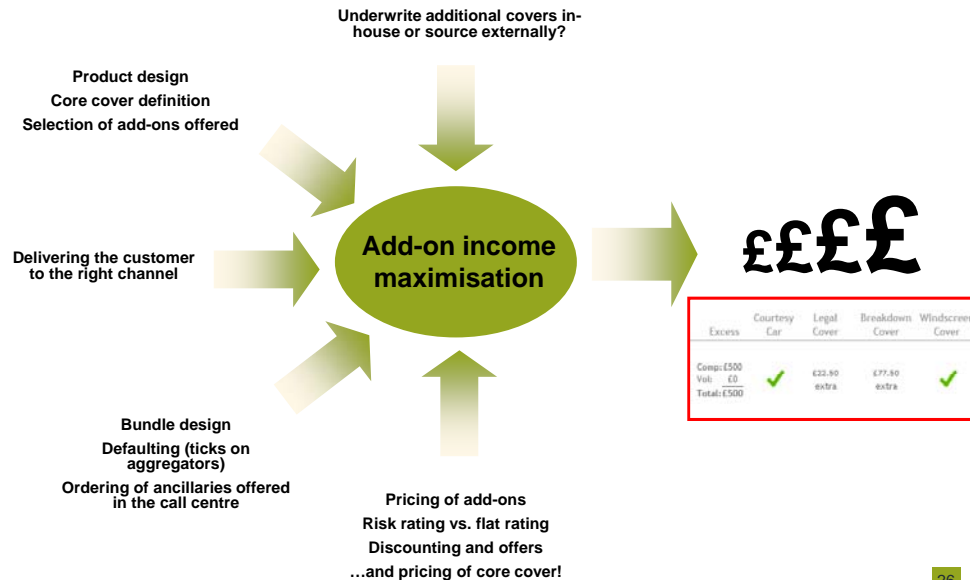 Underwrite additional covers in-
house or source externally?
Product design
Core cover definition
Selection of add-ons offered
Delivering the customer
to the right channel
Add-on income
maximisation
££££
Excess
Courtesy
Car
Legal
Cover
Breakdown
Cover
Windscreen
Cover
Comp:£500
Vol: £0
Total:£500
£22.50
extra
£77.50
extra
Bundle design
Defaulting (ticks on
aggregators)
Ordering of ancillaries offered
in the call centre
Pricing of add-ons
Risk rating vs. flat rating
Discounting and offers
…and pricing of core cover!
26